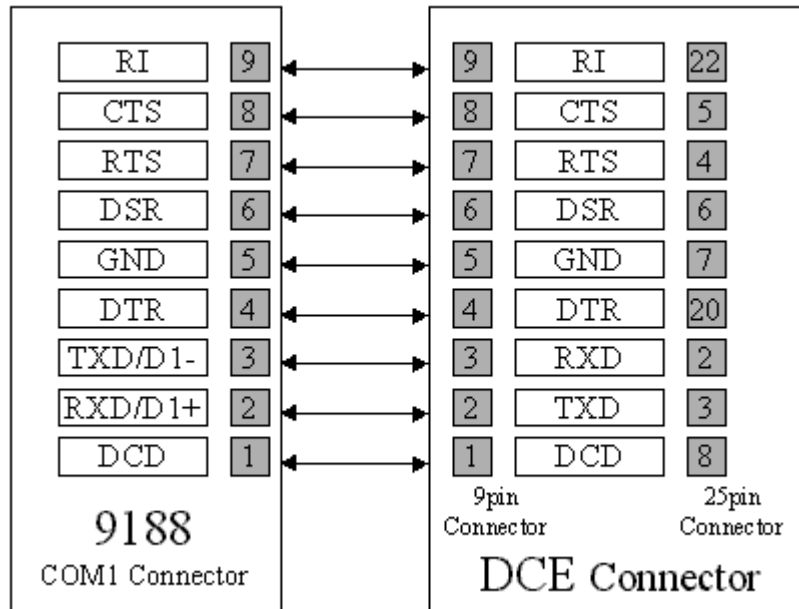 RI 9 9 RI 22
CTS 8 8 CTS 5
RTS 7 7 RTS 4
DSR 6 6 DSR 6
GND 5 5 GND 7
DTR 4 4 DTR 20
TXD/D1- 3 3 RXD 2
RXD/D1+ 2 2 TXD 3
DCD 1 1 DCD 8
9pin
Connector
25pin
Connector
9188
COM1 Connector
DCE Connector